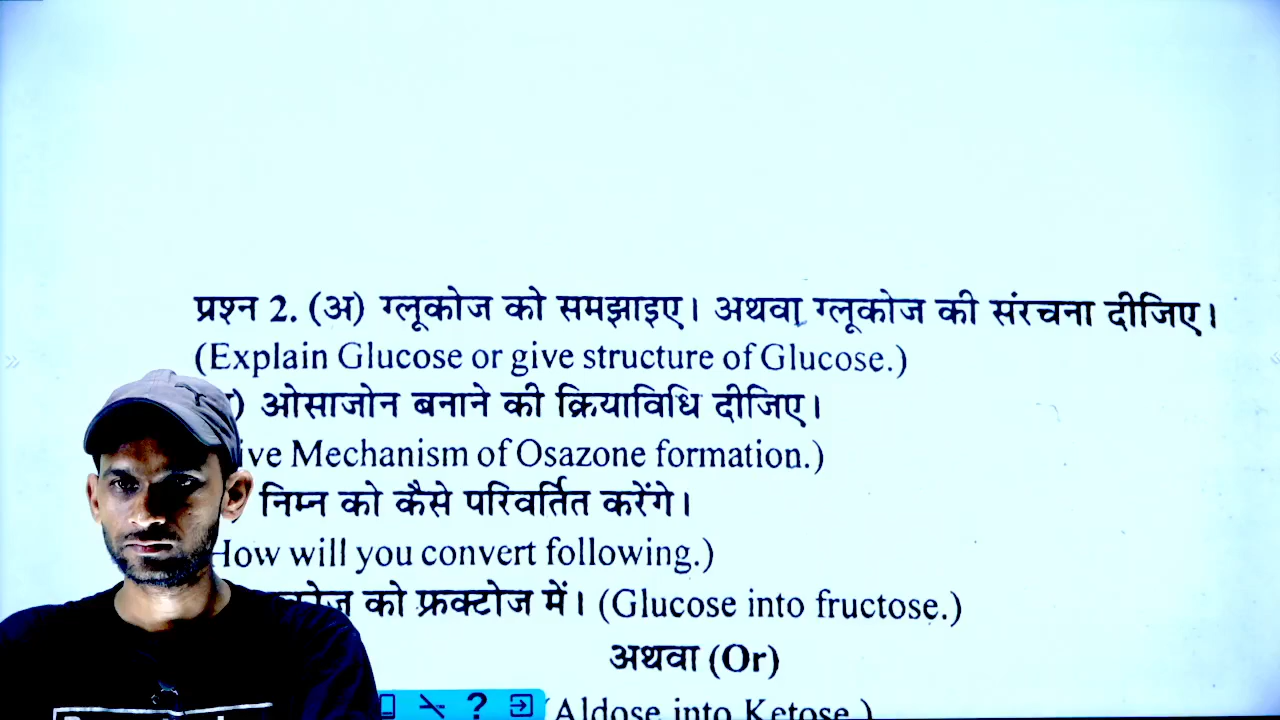 प्रश्न 2. (अ) ग्लूकोज को समझाइए। अथवा ग्लूकोज की संरचना दीजिए।
(Explain Glucose or give structure of Glucose.)
) ओसाजोन बनाने की क्रियाविधि दीजिए।
ive Mechanism of Osazone formation.)
निम्न को कैसे परिवर्तित करेंगे।
How will you convert following.)
को फ्रक्टोज में। (Glucose into fructose.)
अथवा (Or)
(Aldose into Ketose.)